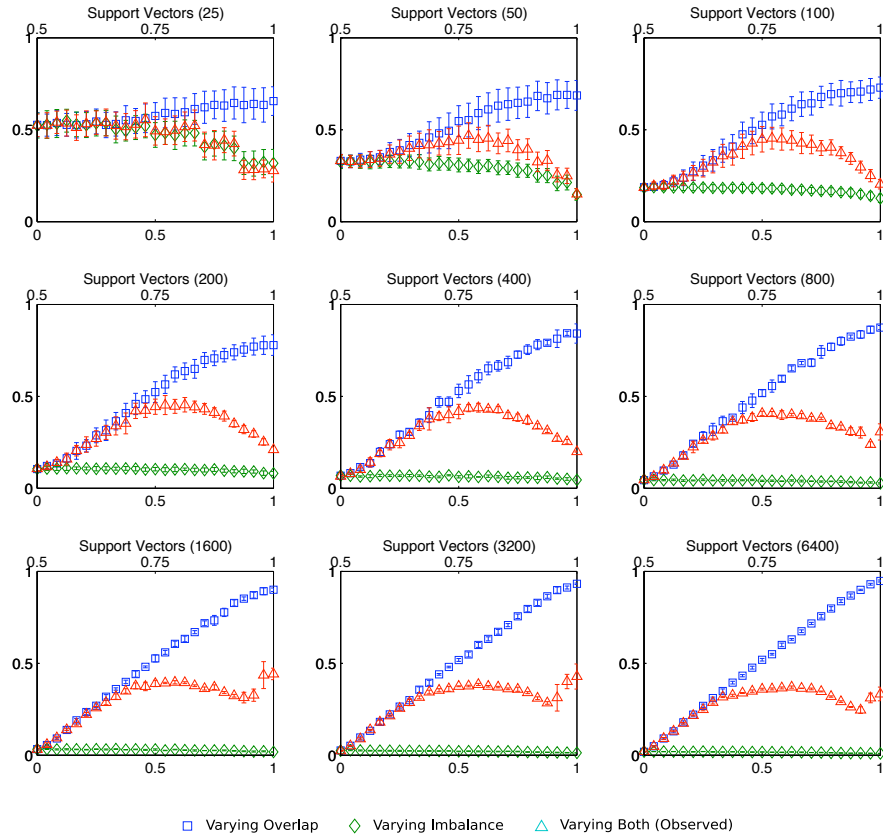 Support Vectors (25)
0.5 0.75 1
1
0.5
0
0 0.5 1
Support Vectors (50)
0.5 0.75 1
1
0.5
0
0 0.5 1
Support Vectors (100)
0.5 0.75 1
1
0.5
0
0 0.5 1
Support Vectors (200)
0.5 0.75 1
1
0.5
0
0 0.5 1
Support Vectors (400)
0.5 0.75 1
1
0.5
0
0 0.5 1
Support Vectors (800)
0.5 0.75 1
1
0.5
0
0 0.5 1
Support Vectors (1600)
0.5 0.75 1
1
0.5
0
0 0.5 1
Support Vectors (3200)
0.5 0.75 1
1
0.5
0
0 0.5 1
Support Vectors (6400)
0.5 0.75 1
1
0.5
0
0 0.5 1
Varying Overlap Varying Imbalance Varying Both (Observed)